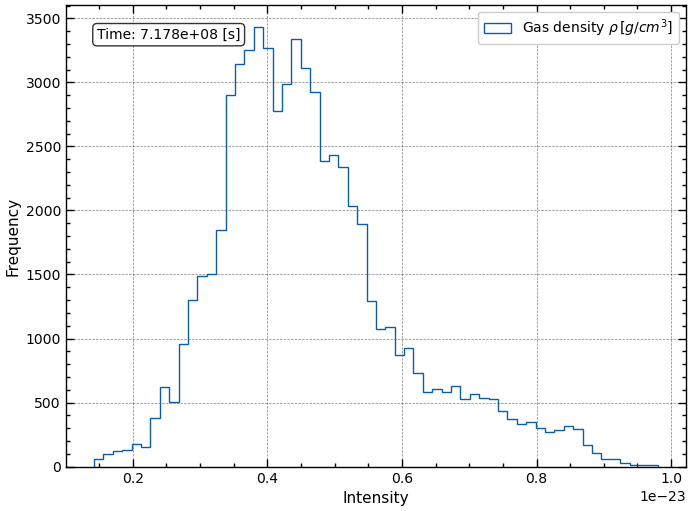 Time: 7.178e+08 [s]
Gas density ρ [g/cm³]
3500
3000
2500
2000
1500
1000
500
0
Frequency
0.2 0.4 0.6 0.8 1.0
1e−23
Intensity